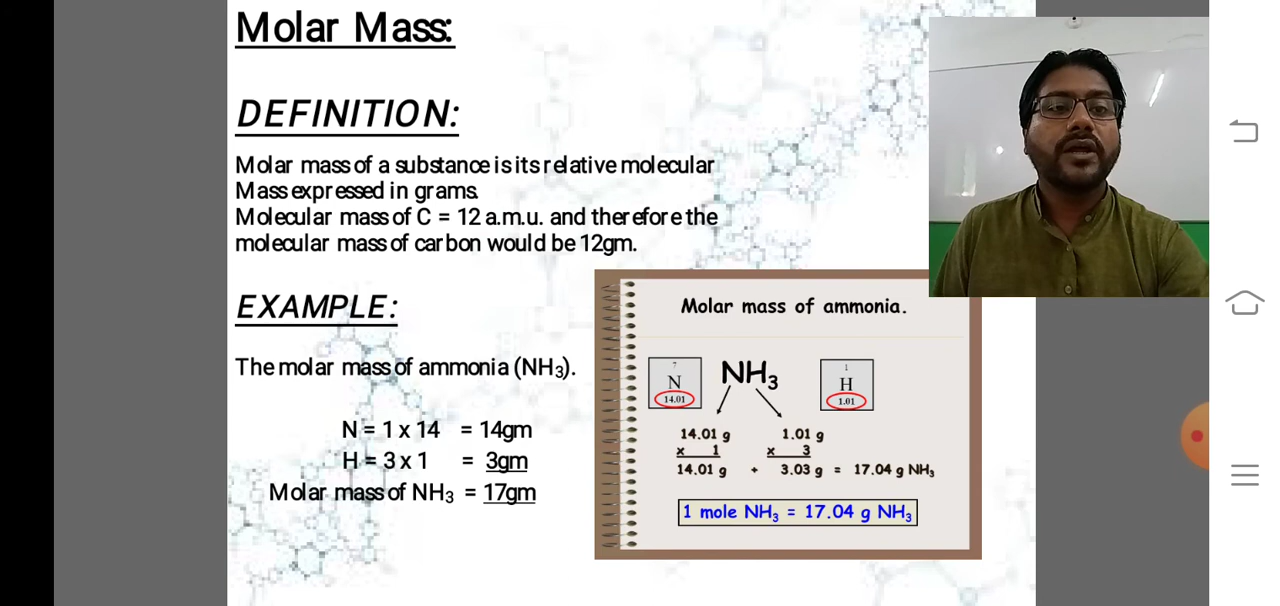 Molar Mass:
DEFINITION:
Molar mass of a substance is its relative molecular
Mass expressed in grams.
Molecular mass of C = 12 a.m.u. and therefore the
molecular mass of carbon would be 12gm.
EXAMPLE:
The molar mass of ammonia (NH₃).
N = 1 x 14 = 14gm
H = 3 x 1 = 3gm
Molar mass of NH₃ = 17gm
Molar mass of ammonia.
7
N
14.01
NH₃
1
H
1.01
14.01 g 1.01 g
x 1 x 3
14.01 g + 3.03 g = 17.04 g NH₃
1 mole NH₃ = 17.04 g NH₃